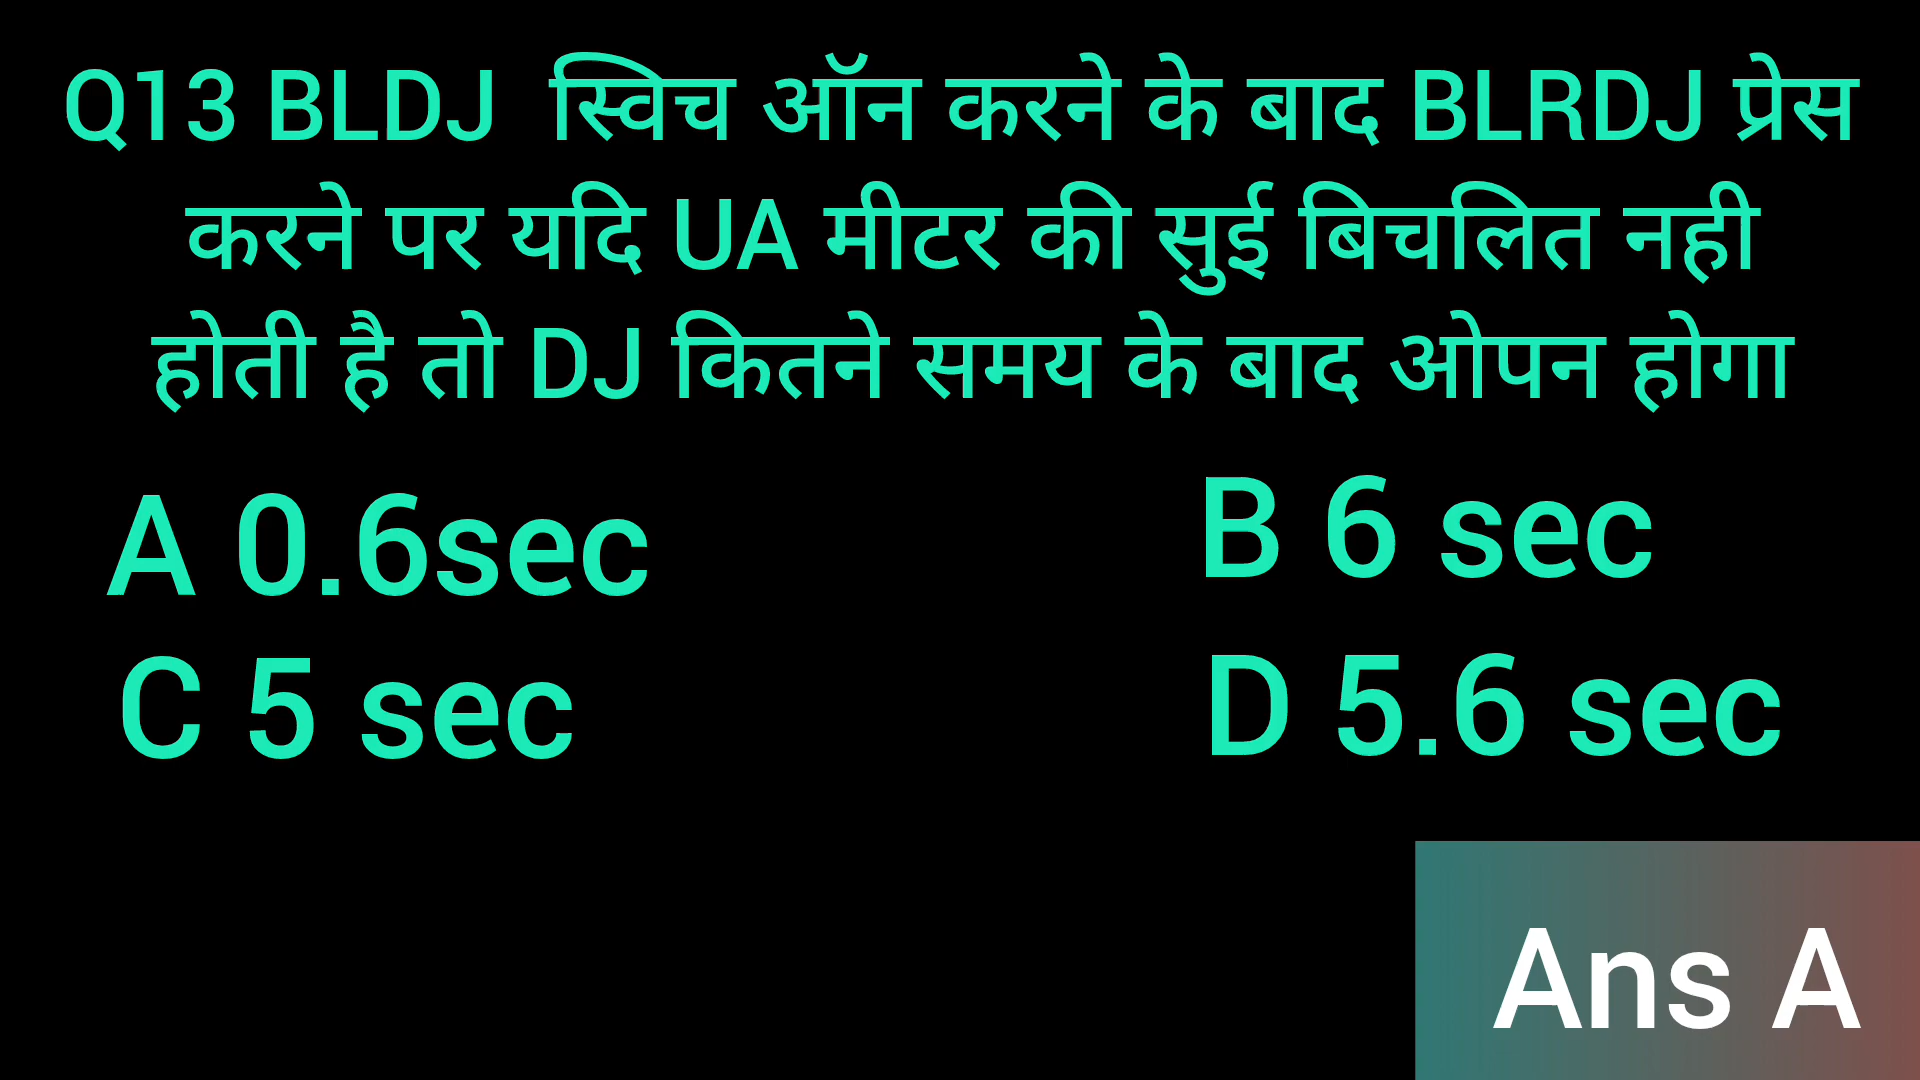 Q13 BLDJ स्विच ऑन करने के बाद BLRDJ प्रेस
करने पर यदि UA मीटर की सुई बिचलित नही
होती है तो DJ कितने समय के बाद ओपन होगा
A 0.6sec
B 6 sec
C 5 sec
D 5.6 sec
Ans A